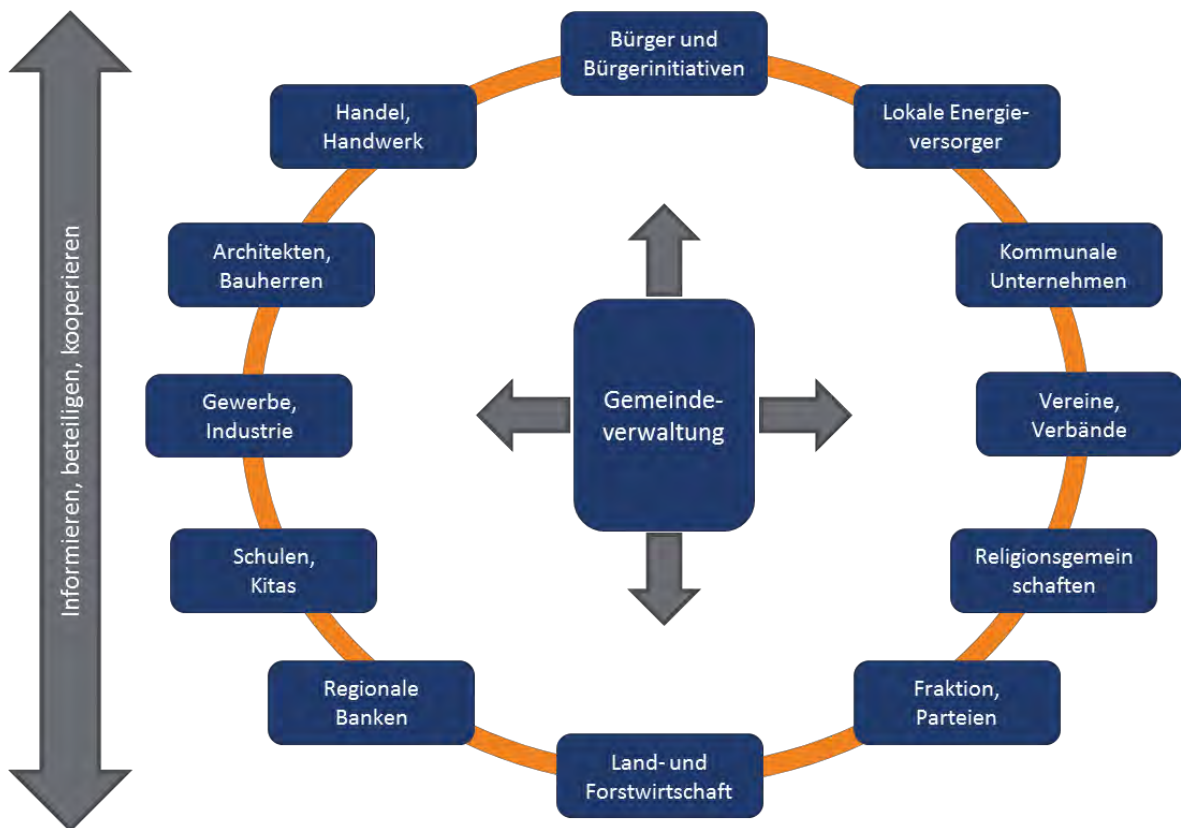 Informieren, beteiligen, kooperieren
Bürger und
Bürgerinitiativen
Handel,
Handwerk
Lokale Energie-
versorger
Architekten,
Bauherren
Kommunale
Unternehmen
Gewerbe,
Industrie
Gemeinde-
verwaltung
Vereine,
Verbände
Schulen,
Kitas
Religionsgemein
schaften
Regionale
Banken
Fraktion,
Parteien
Land- und
Forstwirtschaft